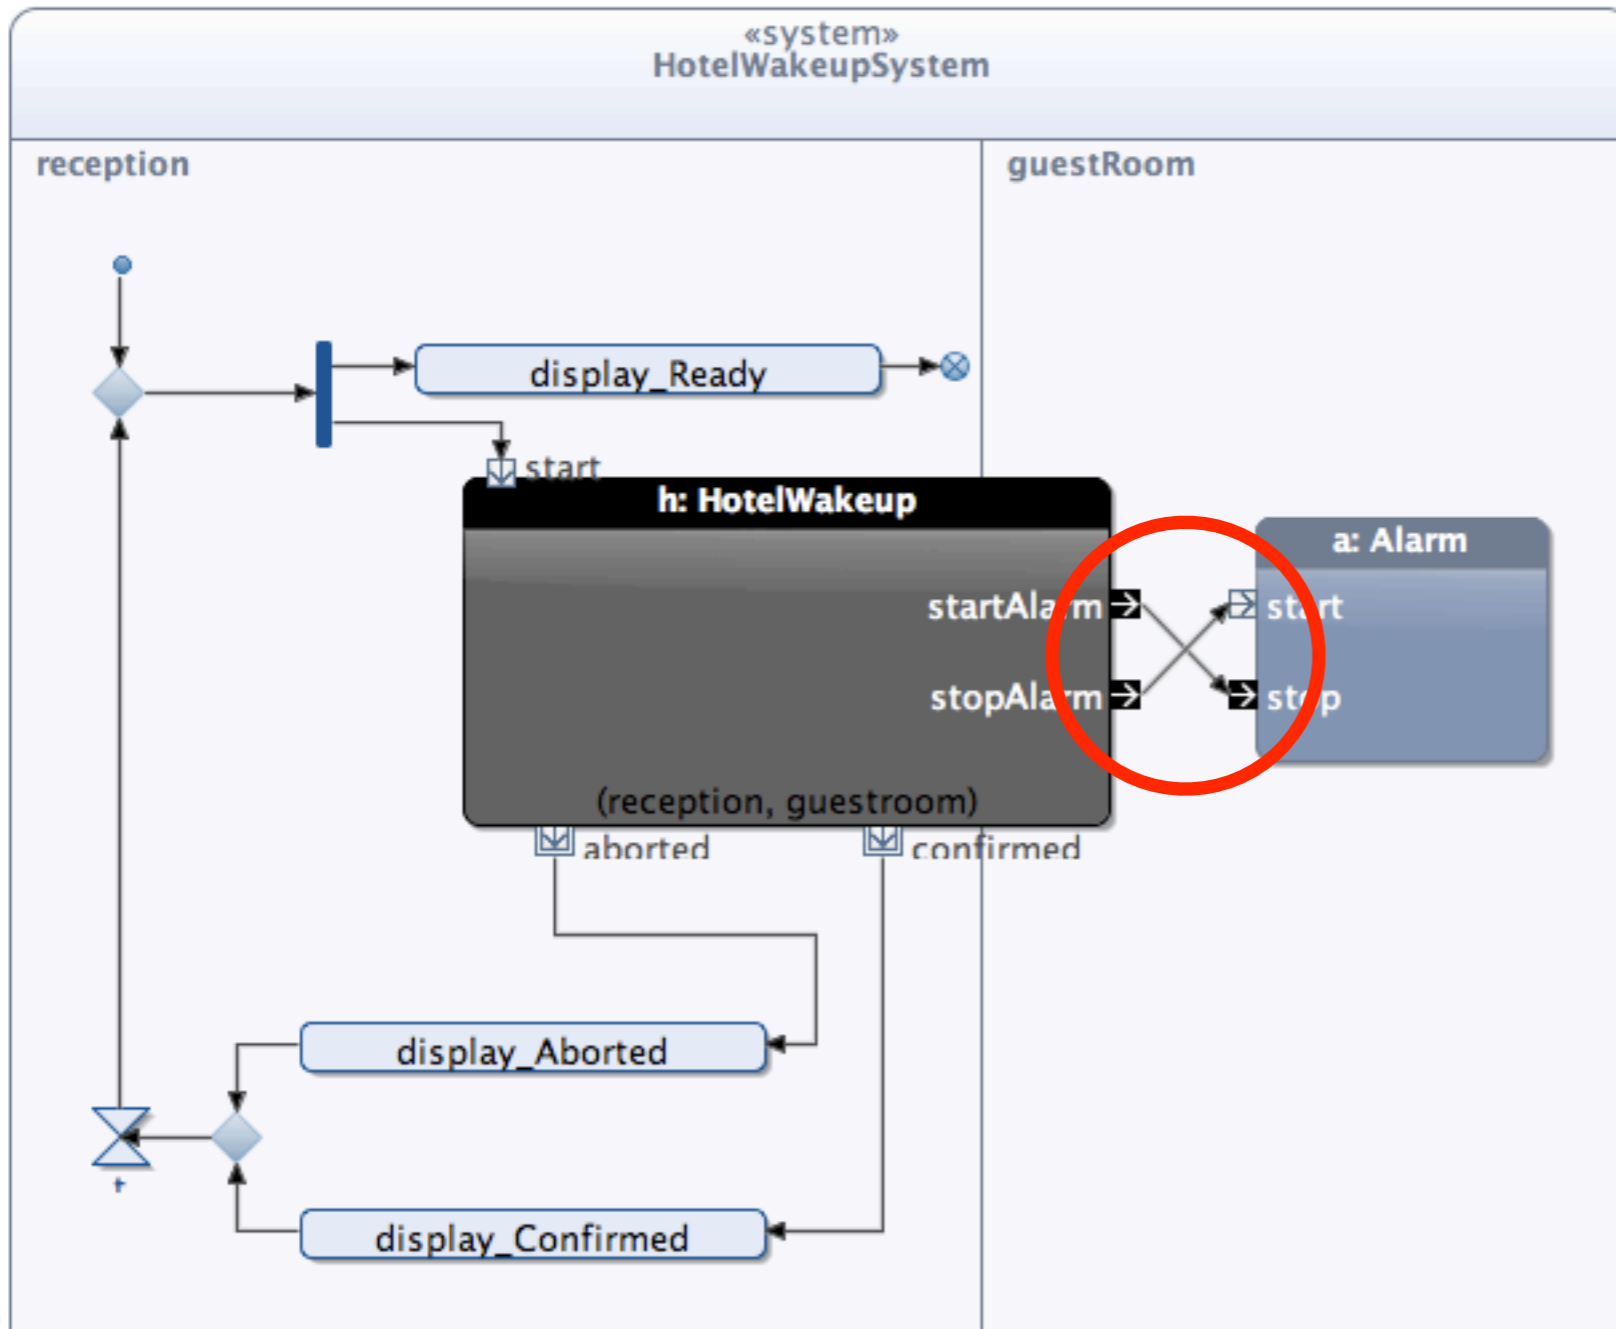 «system»
HotelWakeupSystem
reception
guestRoom
display_Ready
start
h: HotelWakeup
a: Alarm
startAlarm
start
stopAlarm
stop
(reception, guestroom)
aborted
confirmed
display_Aborted
t
display_Confirmed